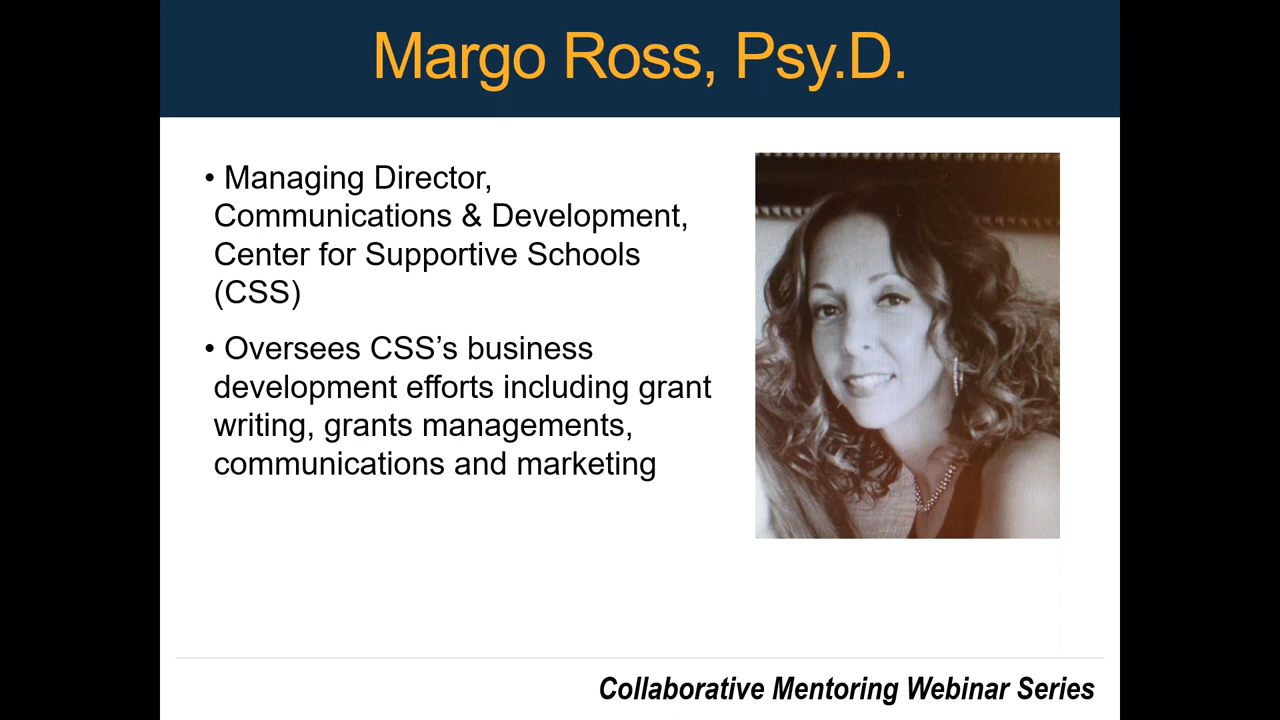 Margo Ross, Psy.D.
• Managing Director,
Communications & Development,
Center for Supportive Schools
(CSS)
• Oversees CSS’s business
development efforts including grant
writing, grants managements,
communications and marketing
Collaborative Mentoring Webinar Series